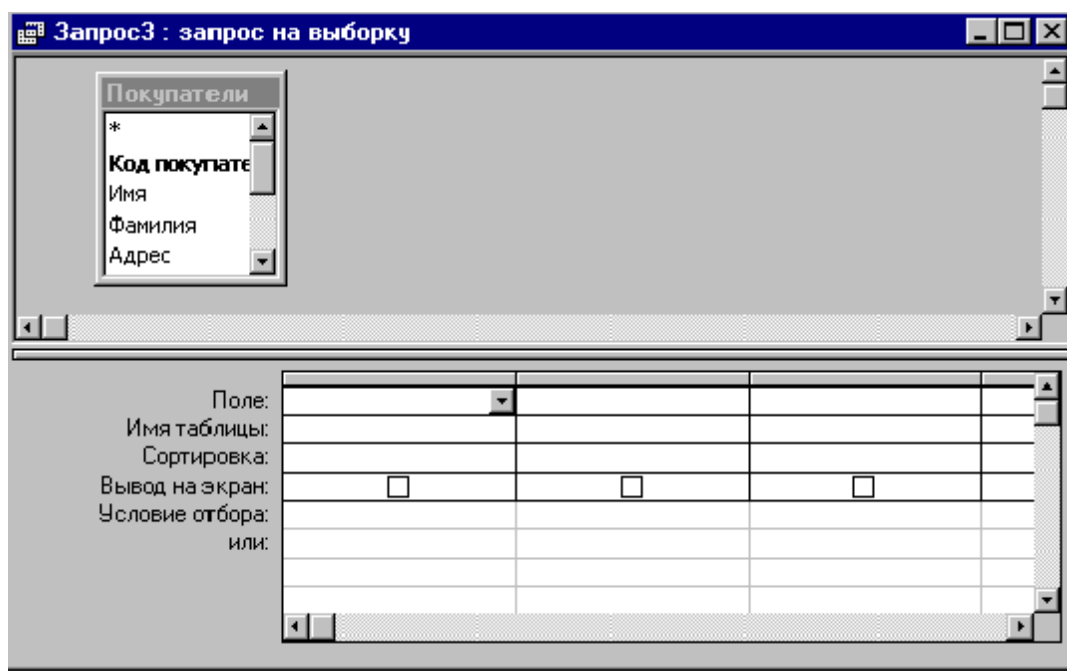 Запрос3 : запрос на выборку
Покупатели
*
Код покупате
Имя
Фамилия
Адрес
Поле:
Имя таблицы:
Сортировка:
Вывод на экран:
Условие отбора:
или: